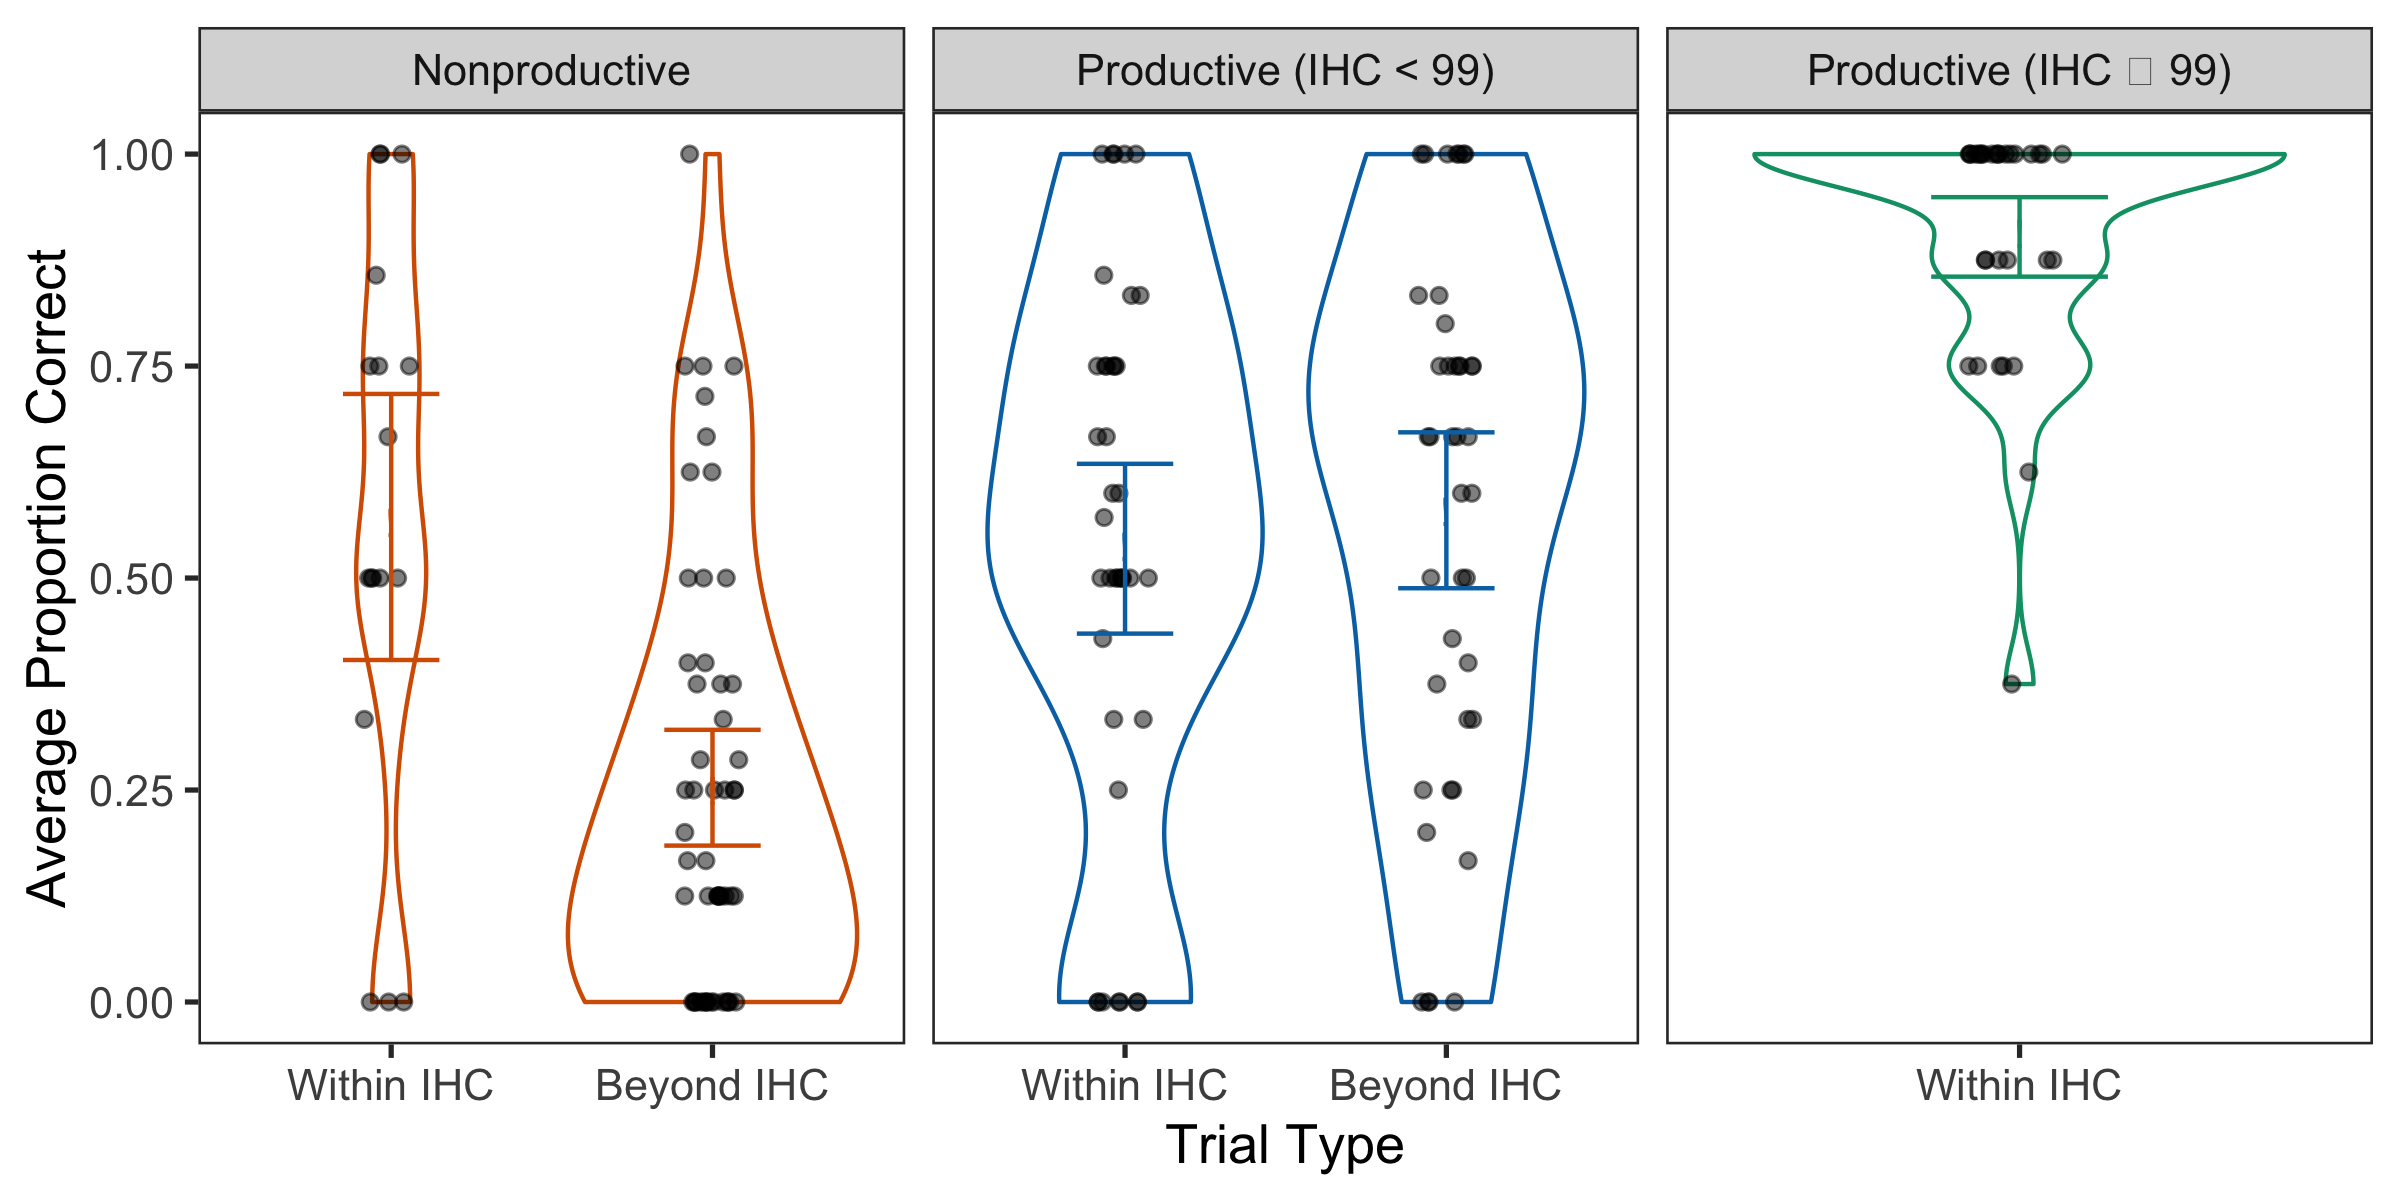 Nonproductive
Productive (IHC < 99)
Productive (IHC □ 99)
Average Proportion Correct
1.00
0.75
0.50
0.25
0.00
Within IHC
Beyond IHC
Within IHC
Beyond IHC
Within IHC
Trial Type